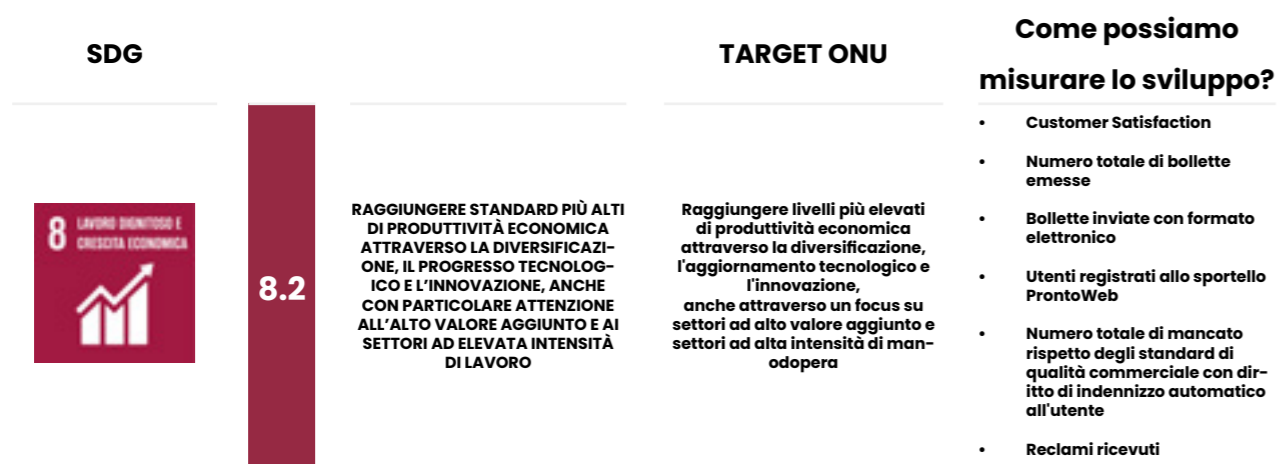 SDG
TARGET ONU
Come possiamo
misurare lo sviluppo?
8 LAVORO DIGNITOSO E
CRESCITA ECONOMICA
8.2
RAGGIUNGERE STANDARD PIÙ ALTI
DI PRODUTTIVITÀ ECONOMICA
ATTRAVERSO LA DIVERSIFICAZI-
ONE, IL PROGRESSO TECNOLOG-
ICO E L'INNOVAZIONE, ANCHE
CON PARTICOLARE ATTENZIONE
ALL'ALTO VALORE AGGIUNTO E AI
SETTORI AD ELEVATA INTENSITÀ
DI LAVORO
Raggiungere livelli più elevati
di produttività economica
attraverso la diversificazione,
l'aggiornamento tecnologico e
l'innovazione,
anche attraverso un focus su
settori ad alto valore aggiunto e
settori ad alta intensità di man-
odopera
• Customer Satisfaction
• Numero totale di bollette
emesse
• Bollette inviate con formato
elettronico
• Utenti registrati allo sportello
ProntoWeb
• Numero totale di mancato
rispetto degli standard di
qualità commerciale con dir-
itto di indennizzo automatico
all'utente
• Reclami ricevuti